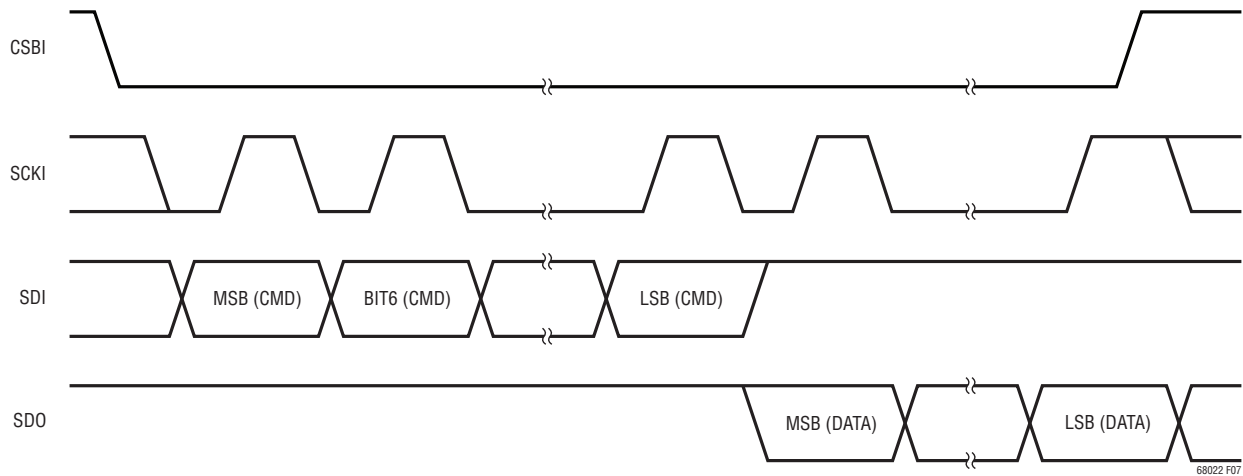 CSBI
SCKI
SDI
MSB (CMD)
BIT6 (CMD)
LSB (CMD)
SDO
MSB (DATA)
LSB (DATA)
68022 F07